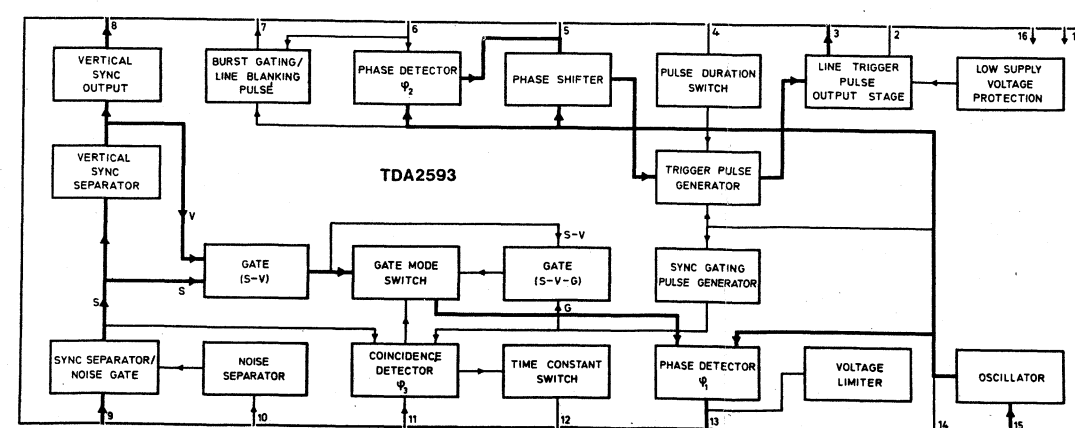 8
7
6
5
4
3
2
16
1
VERTICAL
SYNC
OUTPUT
BURST GATING/
LINE BLANKING
PULSE
PHASE DETECTOR
φ2
PHASE SHIFTER
PULSE DURATION
SWITCH
LINE TRIGGER
PULSE
OUTPUT STAGE
LOW SUPPLY
VOLTAGE
PROTECTION
VERTICAL
SYNC
SEPARATOR
TDA2593
TRIGGER PULSE
GENERATOR
V
S-V
GATE
(S-V)
GATE MODE
SWITCH
GATE
(S-V-G)
SYNC GATING
PULSE GENERATOR
S
S
G
SYNC SEPARATOR/
NOISE GATE
NOISE
SEPARATOR
COINCIDENCE
DETECTOR
φ3
TIME CONSTANT
SWITCH
PHASE DETECTOR
φ1
VOLTAGE
LIMITER
OSCILLATOR
9
10
11
12
13
14
15